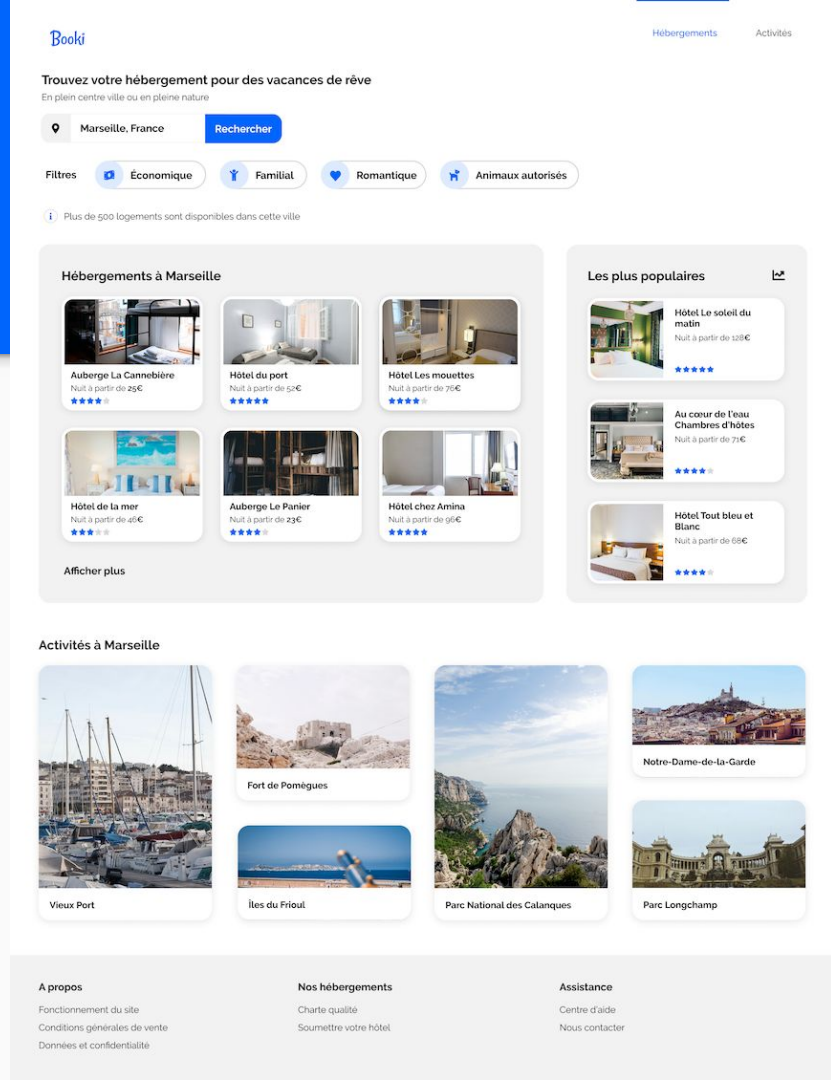 Booki
Hébergements
Activités
Trouvez votre hébergement pour des vacances de rêve
En plein centre ville ou en pleine nature
Marseille, France
Rechercher
Filtres
Économique
Familial
Romantique
Animaux autorisés
Plus de 500 logements sont disponibles dans cette ville
Hébergements à Marseille
Auberge La Cannebière
Nuit à partir de 25€
Hôtel du port
Nuit à partir de 52€
Hôtel Les mouettes
Nuit à partir de 76€
Hôtel de la mer
Nuit à partir de 46€
Auberge Le Panier
Nuit à partir de 23€
Hôtel chez Amina
Nuit à partir de 96€
Afficher plus
Les plus populaires
Hôtel Le soleil du
matin
Nuit à partir de 128€
Au cœur de l'eau
Chambres d'hôtes
Nuit à partir de 71€
Hôtel Tout bleu et
Blanc
Nuit à partir de 68€
Activités à Marseille
Vieux Port
Fort de Pomègues
Îles du Frioul
Parc National des Calanques
Notre-Dame-de-la-Garde
Parc Longchamp
A propos
Fonctionnement du site
Conditions générales de vente
Données et confidentialité
Nos hébergements
Charte qualité
Soumettre votre hôtel
Assistance
Centre d'aide
Nous contacter